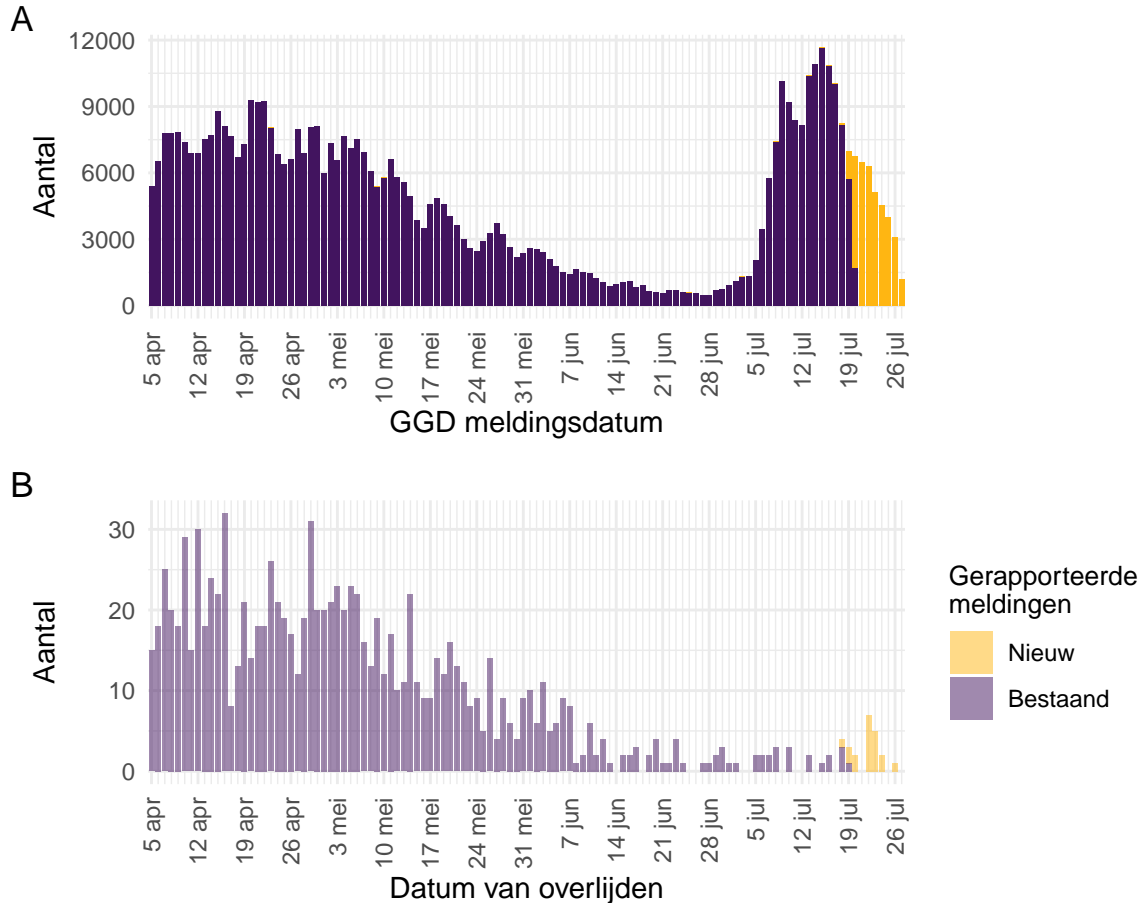 A
12000
9000
6000
3000
0
Aantal
5 apr
12 apr
19 apr
26 apr
3 mei
10 mei
17 mei
24 mei
31 mei
7 jun
14 jun
21 jun
28 jun
5 jul
12 jul
19 jul
26 jul
GGD meldingsdatum
B
30
20
10
0
Aantal
5 apr
12 apr
19 apr
26 apr
3 mei
10 mei
17 mei
24 mei
31 mei
7 jun
14 jun
21 jun
28 jun
5 jul
12 jul
19 jul
26 jul
Datum van overlijden
Gerapporteerde
meldingen
Nieuw
Bestaand